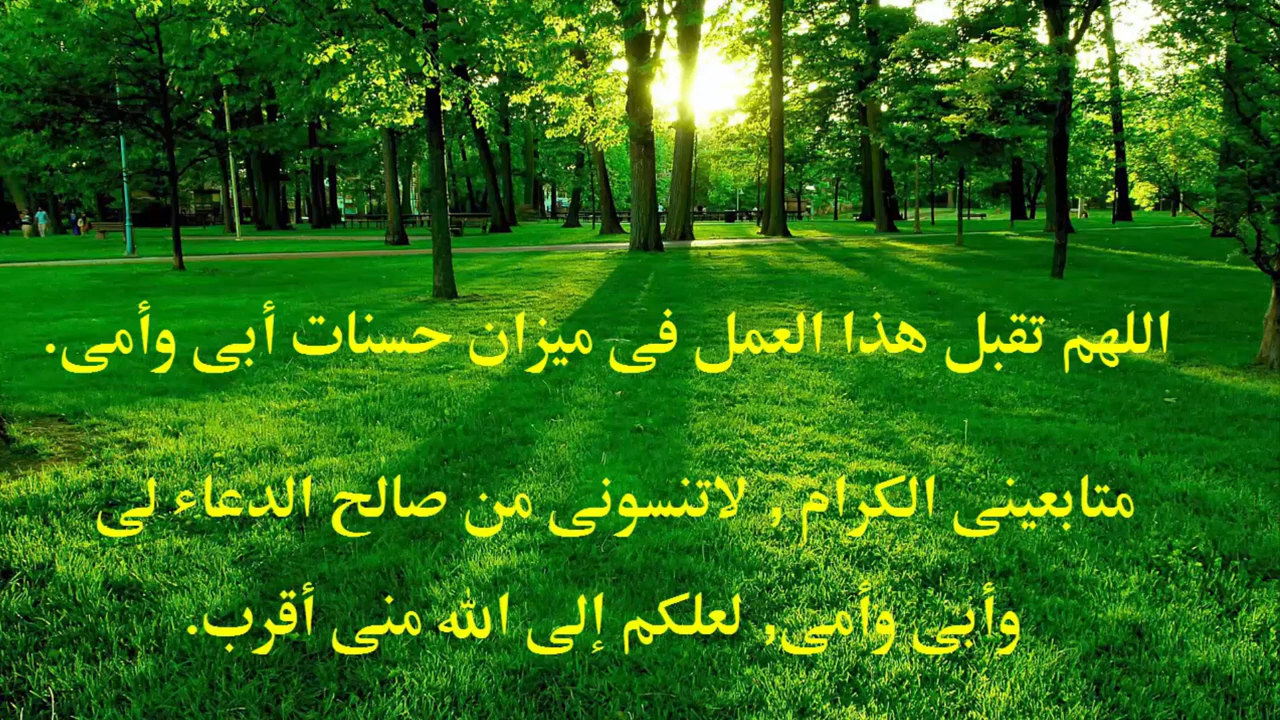 اللهم تقبل هذا العمل فى ميزان حسنات أبى وأمى.
متابعينى الكرام , لاتنسونى من صالح الدعاء لى
وأبى وأمى, لعلكم إلى الله منى أقرب.